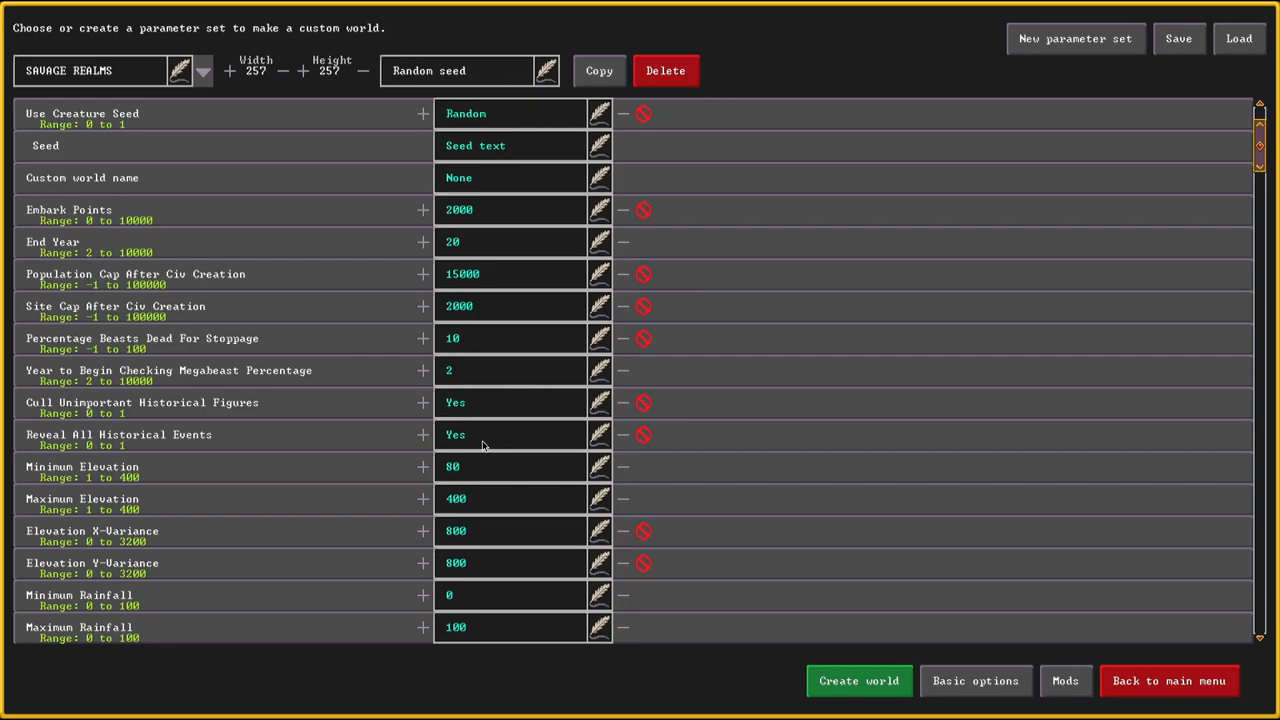 Choose or create a parameter set to make a custom world.
New parameter set
Save
Load
SAVAGE REALMS
Width
257
Height
257
Random seed
Copy
Delete
Use Creature Seed
Range: 0 to 1
Random
Seed
Seed text
Custom world name
None
Embark Points
Range: 0 to 10000
2000
End Year
Range: 2 to 10000
20
Population Cap After Civ Creation
Range: -1 to 100000
15000
Site Cap After Civ Creation
Range: -1 to 100000
2000
Percentage Beasts Dead For Stoppage
Range: -1 to 100
10
Year to Begin Checking Megabeast Percentage
Range: 2 to 10000
2
Cull Unimportant Historical Figures
Range: 0 to 1
Yes
Reveal All Historical Events
Range: 0 to 1
Yes
Minimum Elevation
Range: 1 to 400
80
Maximum Elevation
Range: 1 to 400
400
Elevation X-Variance
Range: 0 to 3200
800
Elevation Y-Variance
Range: 0 to 3200
800
Minimum Rainfall
Range: 0 to 100
0
Maximum Rainfall
Range: 0 to 100
100
Create world
Basic options
Mods
Back to main menu